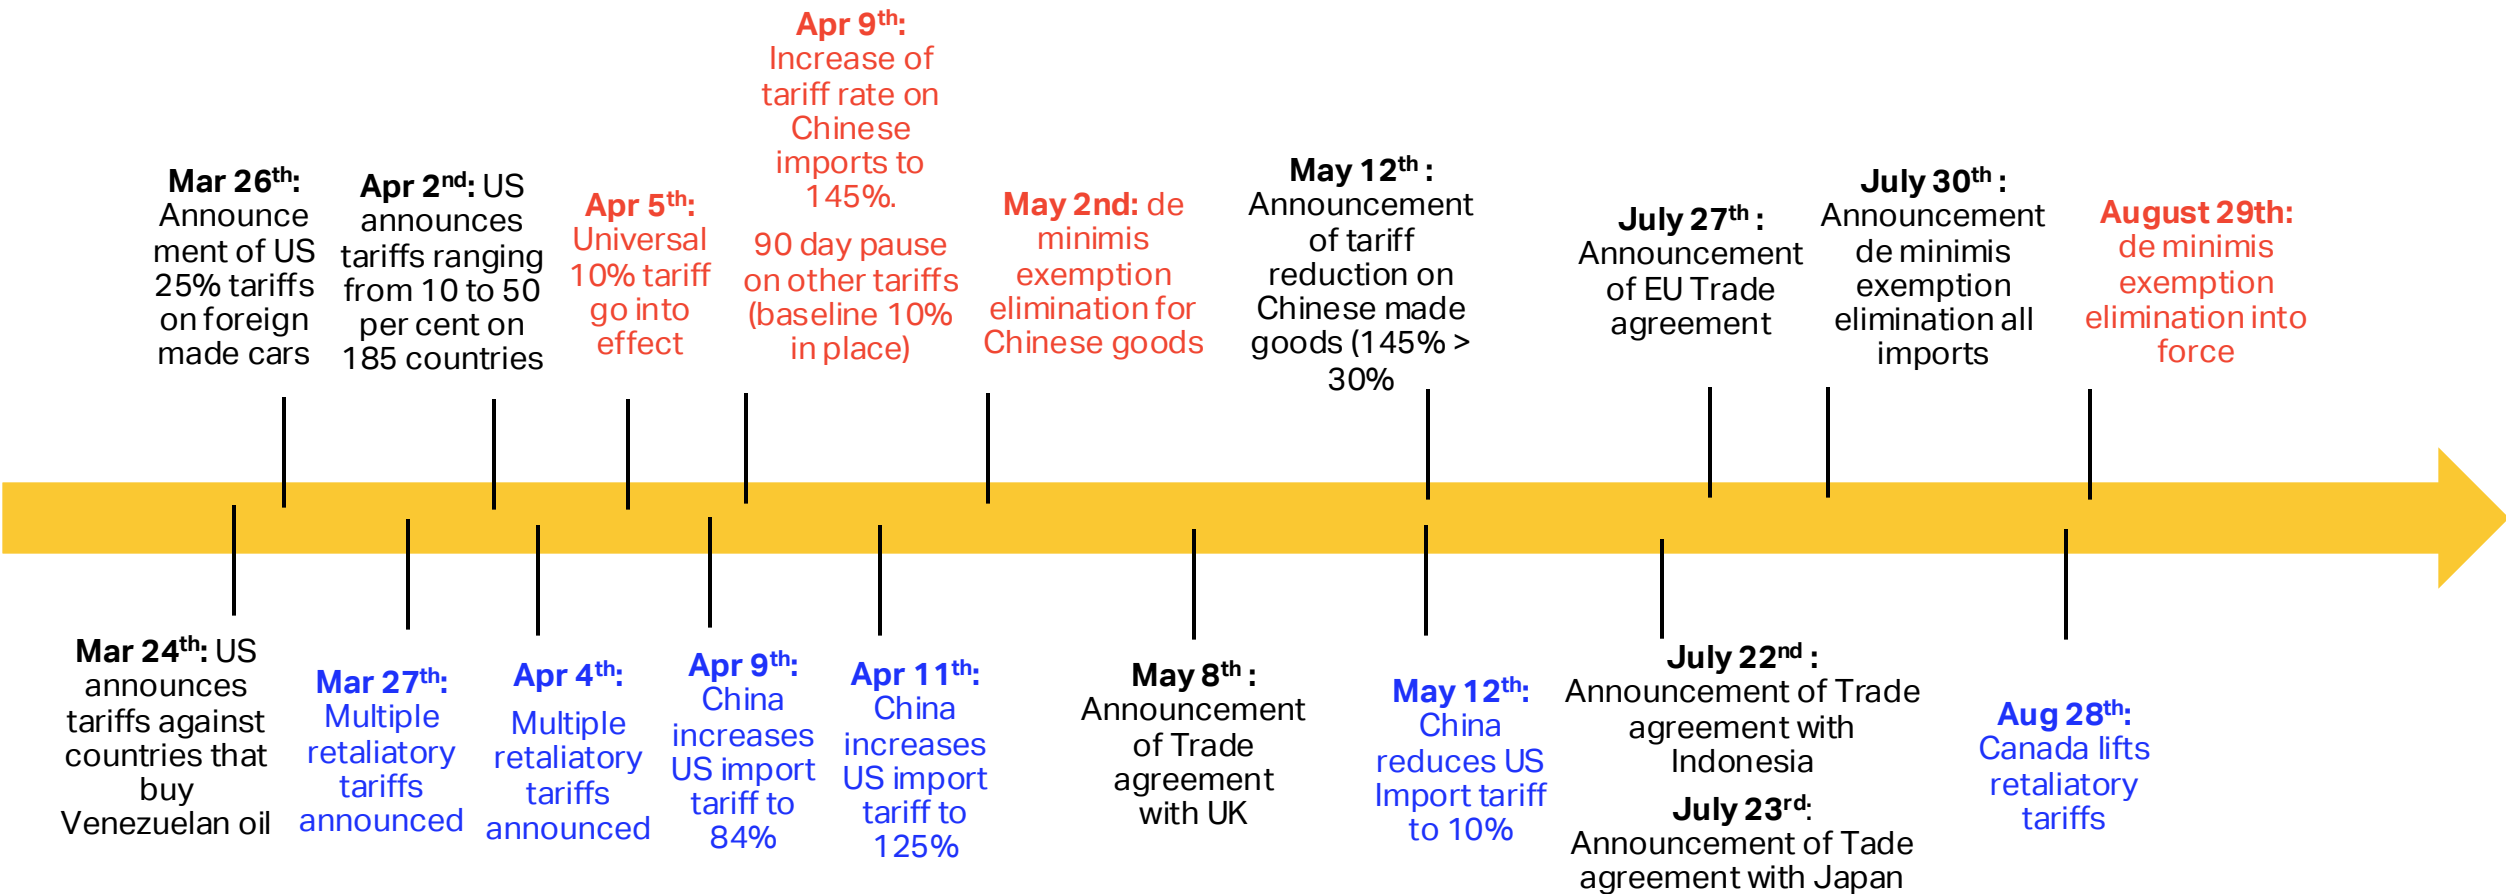 Mar 26th:
Announce
ment of US
25% tariffs
on foreign
made cars
Apr 2nd: US
announces
tariffs ranging
from 10 to 50
per cent on
185 countries
Apr 5th:
Universal
10% tariff
go into
effect
Apr 9th:
Increase of
tariff rate on
Chinese
imports to
145%.
90 day pause
on other tariffs
(baseline 10%
in place)
May 2nd: de
minimis
exemption
elimination for
Chinese goods
May 12th :
Announcement
of tariff
reduction on
Chinese made
goods (145% >
30%
July 27th :
Announcement
of EU Trade
agreement
July 30th :
Announcement
de minimis
exemption
elimination all
imports
August 29th:
de minimis
exemption
elimination into
force
Mar 24th: US
announces
tariffs against
countries that
buy
Venezuelan oil
Mar 27th:
Multiple
retaliatory
tariffs
announced
Apr 4th:
Multiple
retaliatory
tariffs
announced
Apr 9th:
China
increases
US import
tariff to
84%
Apr 11th:
China
increases
US import
tariff to
125%
May 8th :
Announcement
of Trade
agreement
with UK
May 12th:
China
reduces US
Import tariff
to 10%
July 22nd :
Announcement of Trade
agreement with
Indonesia
July 23rd:
Announcement of Tade
agreement with Japan
Aug 28th:
Canada lifts
retaliatory
tariffs